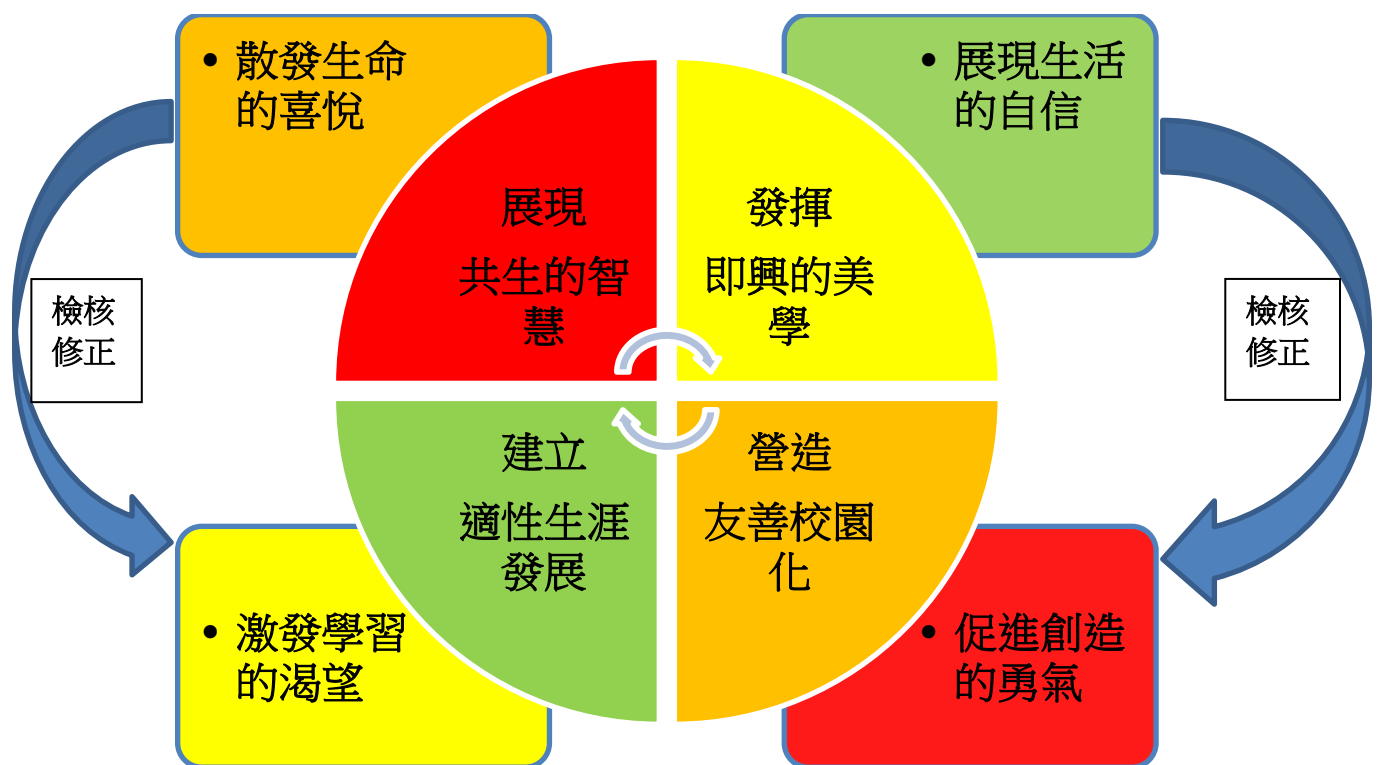 • 散發生命
的喜悅
• 展現生活
的自信
展現
共生的智
慧
發揮
即興的美
學
檢核
修正
檢核
修正
建立
適性生涯
發展
營造
友善校園
化
• 激發學習
的渴望
• 促進創造
的勇氣